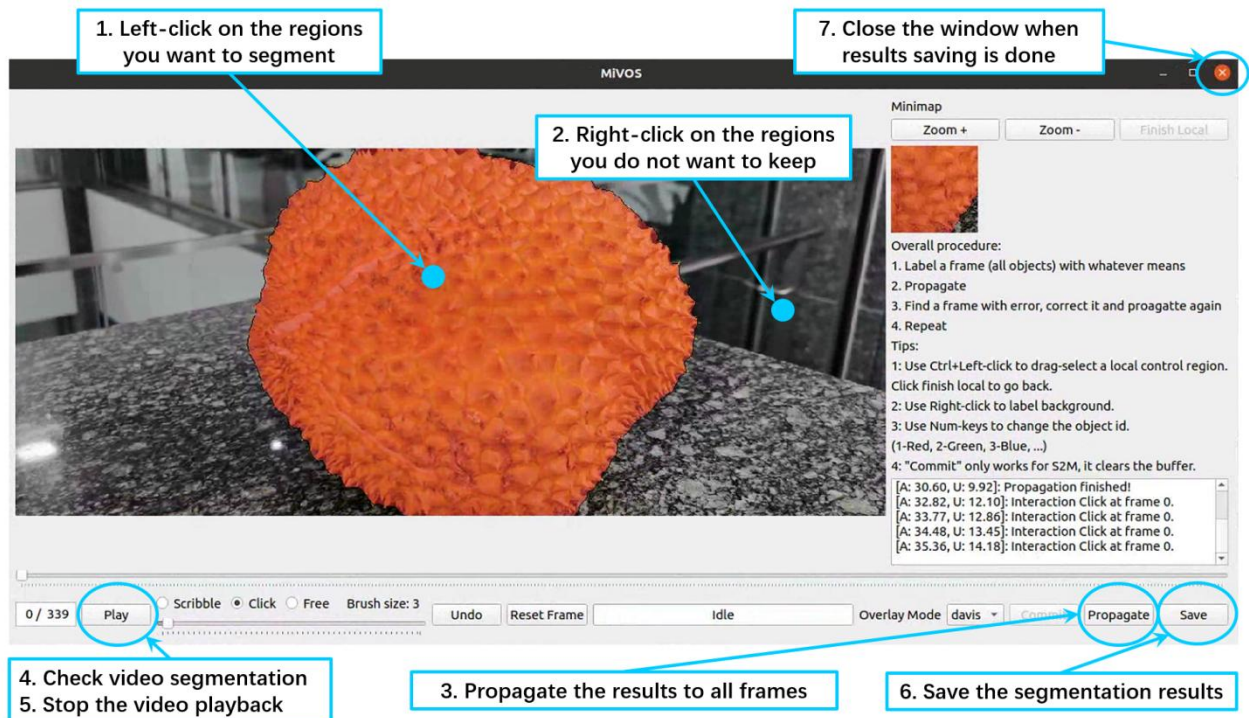 1. Left-click on the regions
you want to segment
7. Close the window when
results saving is done
MiVOS
2. Right-click on the regions
you do not want to keep
Minimap
Zoom +
Zoom -
Finish Local
Overall procedure:
1. Label a frame (all objects) with whatever means
2. Propagate
3. Find a frame with error, correct it and proagatte again
4. Repeat
Tips:
1: Use Ctrl+Left-click to drag-select a local control region.
Click finish local to go back.
2: Use Right-click to label background.
3: Use Num-keys to change the object id.
(1-Red, 2-Green, 3-Blue, ...)
4: "Commit" only works for S2M, it clears the buffer.
[A: 30.60, U: 9.92]: Propagation finished!
[A: 32.82, U: 12.10]: Interaction Click at frame 0.
[A: 33.77, U: 12.86]: Interaction Click at frame 0.
[A: 34.48, U: 13.45]: Interaction Click at frame 0.
[A: 35.36, U: 14.18]: Interaction Click at frame 0.
0 / 339
Play
Scribble
Click
Free
Brush size: 3
Undo
Reset Frame
Idle
Overlay Mode
davis
Commit
Propagate
Save
4. Check video segmentation
5. Stop the video playback
3. Propagate the results to all frames
6. Save the segmentation results